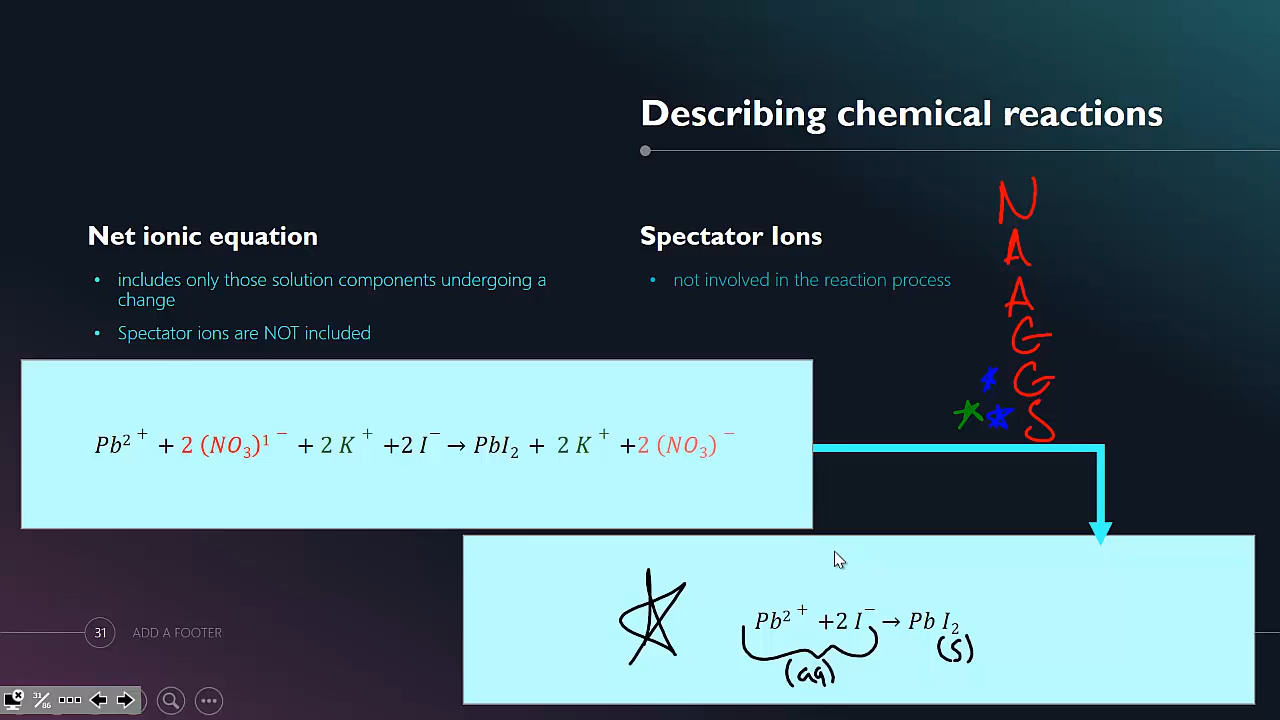 Describing chemical reactions
Net ionic equation
• includes only those solution components undergoing a
change
• Spectator ions are NOT included
Spectator Ions
• not involved in the reaction process
N
A
A
G
G
S
Pb²⁺ + 2 (NO₃)¹⁻ + 2 K⁺ + 2 I⁻ → PbI₂ + 2 K⁺ + 2 (NO₃)⁻
Pb²⁺ + 2 I⁻ → Pb I₂
(s)
(aq)
31 ADD A FOOTER
31/86